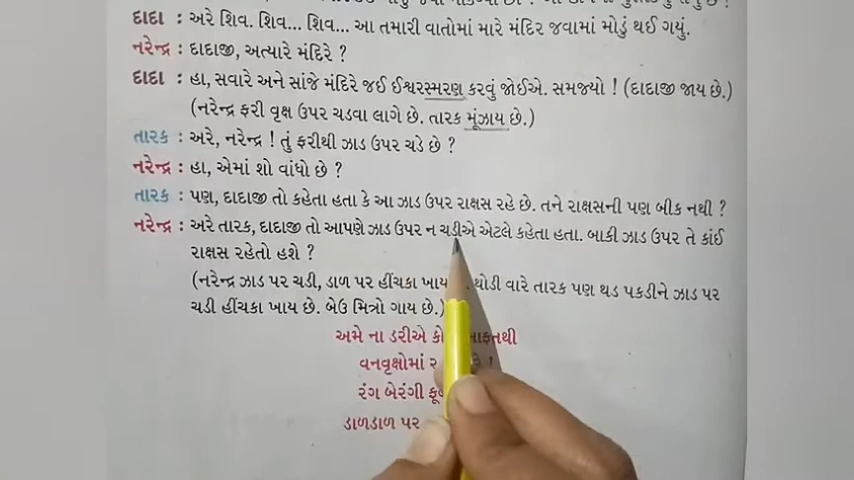 દાદા : અરે શિવ. શિવ... શિવ... આ તમારી વાતોમાં મારે મંદિર જવામાં મોડું થઈ ગયું.
નરેન્દ્ર : દાદાજી, અત્યારે મંદિરે ?
દાદા : હા, સવારે અને સાંજે મંદિરે જઈ ઈશ્વરસ્મરણ કરવું જોઈએ. સમજ્યો ! (દાદાજી જાય છે.)
(નરેન્દ્ર ફરી વૃક્ષ ઉપર ચડવા લાગે છે. તારક મૂંઝાય છે.)
તારક : અરે, નરેન્દ્ર ! તું ફરીથી ઝાડ ઉપર ચડે છે ?
નરેન્દ્ર : હા, એમાં શો વાંધો છે ?
તારક : પણ, દાદાજી તો કહેતા હતા કે આ ઝાડ ઉપર રાક્ષસ રહે છે. તને રાક્ષસની પણ બીક નથી ?
નરેન્દ્ર : અરે તારક, દાદાજી તો આપણે ઝાડ ઉપર ન ચડીએ એટલે કહેતા હતા. બાકી ઝાડ ઉપર તે કાંઈ
રાક્ષસ રહેતો હશે ?
(નરેન્દ્ર ઝાડ પર ચડી, ડાળ પર હીંચકા ખાય થોડી વારે તારક પણ થડ પકડીને ઝાડ પર
ચડી હીંચકા ખાય છે. બેઉ મિત્રો ગાય છે.)
અમે ના ડરીએ
વનવૃક્ષોમાં
રંગ બેરંગી
ડાળડાળ પર